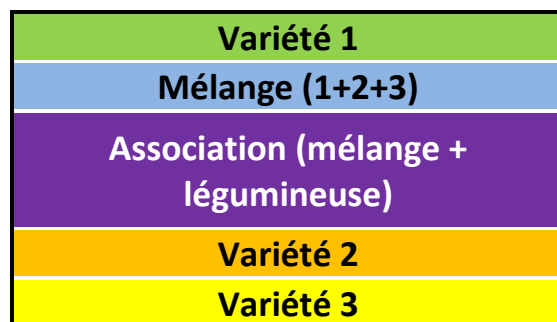 Variété 1
Mélange (1+2+3)
Association (mélange +
légumineuse)
Variété 2
Variété 3